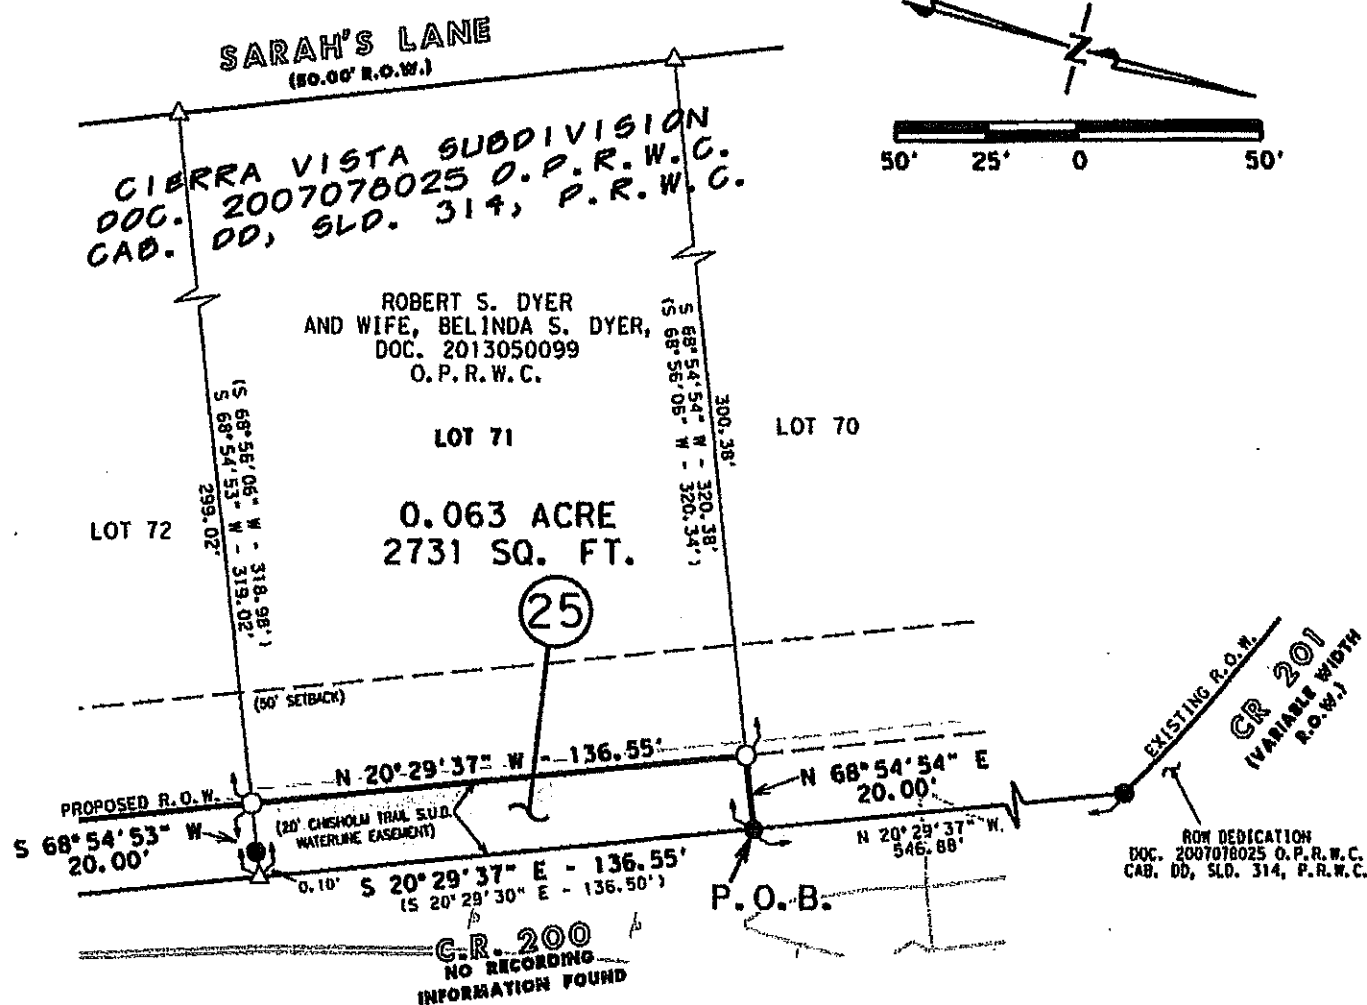 SARAH'S LANE
(50.00' R.O.W.)
N
50' 25' 0 50'
CIERRA VISTA SUBDIVISION
DOC. 2007078025 O.P.R.W.C.
CAB. DD, SLD. 314, P.R.W.C.
ROBERT S. DYER
AND WIFE, BELINDA S. DYER,
DOC. 2013050099
O.P.R.W.C.
LOT 71
LOT 70
LOT 72
(S 68°56'06" W - 318.98')
S 68°54'53" W - 319.02'
299.02'
300.38'
S 68°54'54" W - 320.38'
(S 68°56'06" W - 320.34')
0.063 ACRE
2731 SQ. FT.
25
(50' SETBACK)
EXISTING R.O.W.
CR 201
(VARIABLE WIDTH
R.O.W.)
N 20°29'37" W - 136.55'
N 68°54'54" E
20.00'
PROPOSED R.O.W.
S 68°54'53" W
20.00'
(20' CHISHOLM TRAIL S.U.D.
WATERLINE EASEMENT)
0.10'
S 20°29'37" E - 136.55'
(S 20°29'30" E - 136.50')
N 20°29'37" W.
546.88'
P.O.B.
ROW DEDICATION
DOC. 2007078025 O.P.R.W.C.
CAB. DD, SLD. 314, P.R.W.C.
C.R. 200
NO RECORDING
INFORMATION FOUND